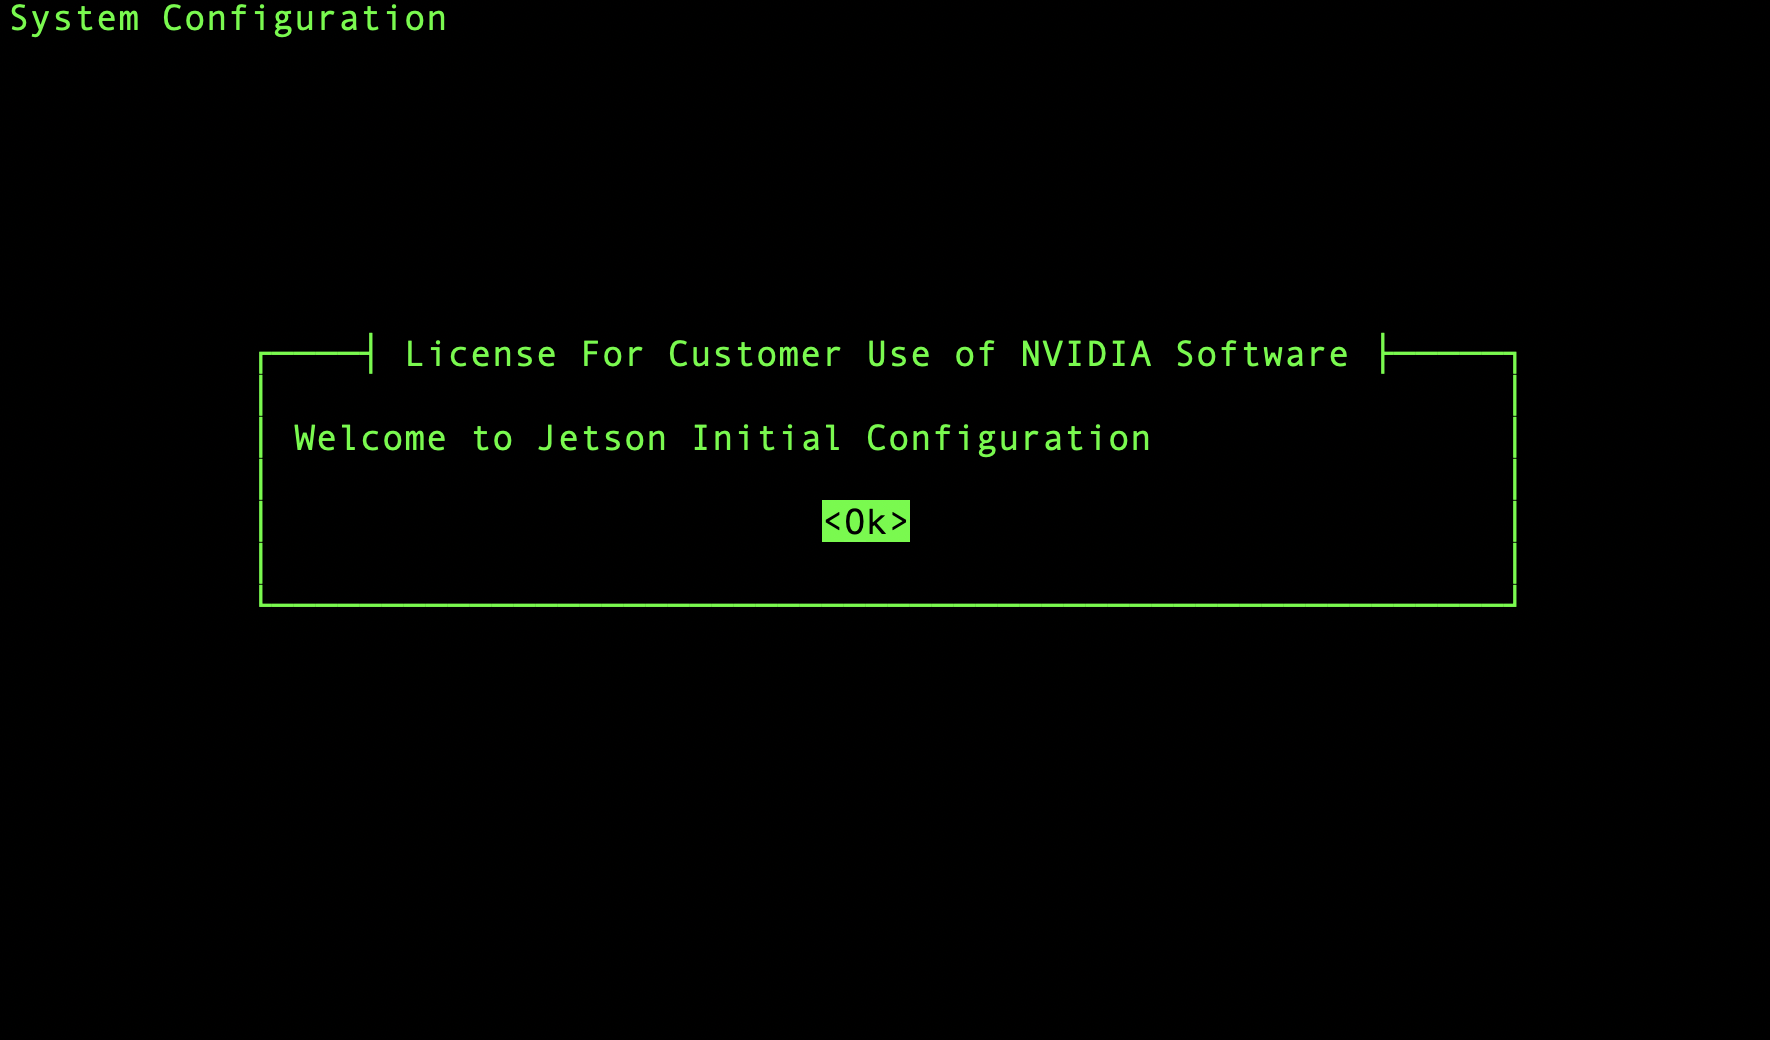 System Configuration
License For Customer Use of NVIDIA Software
Welcome to Jetson Initial Configuration
<Ok>